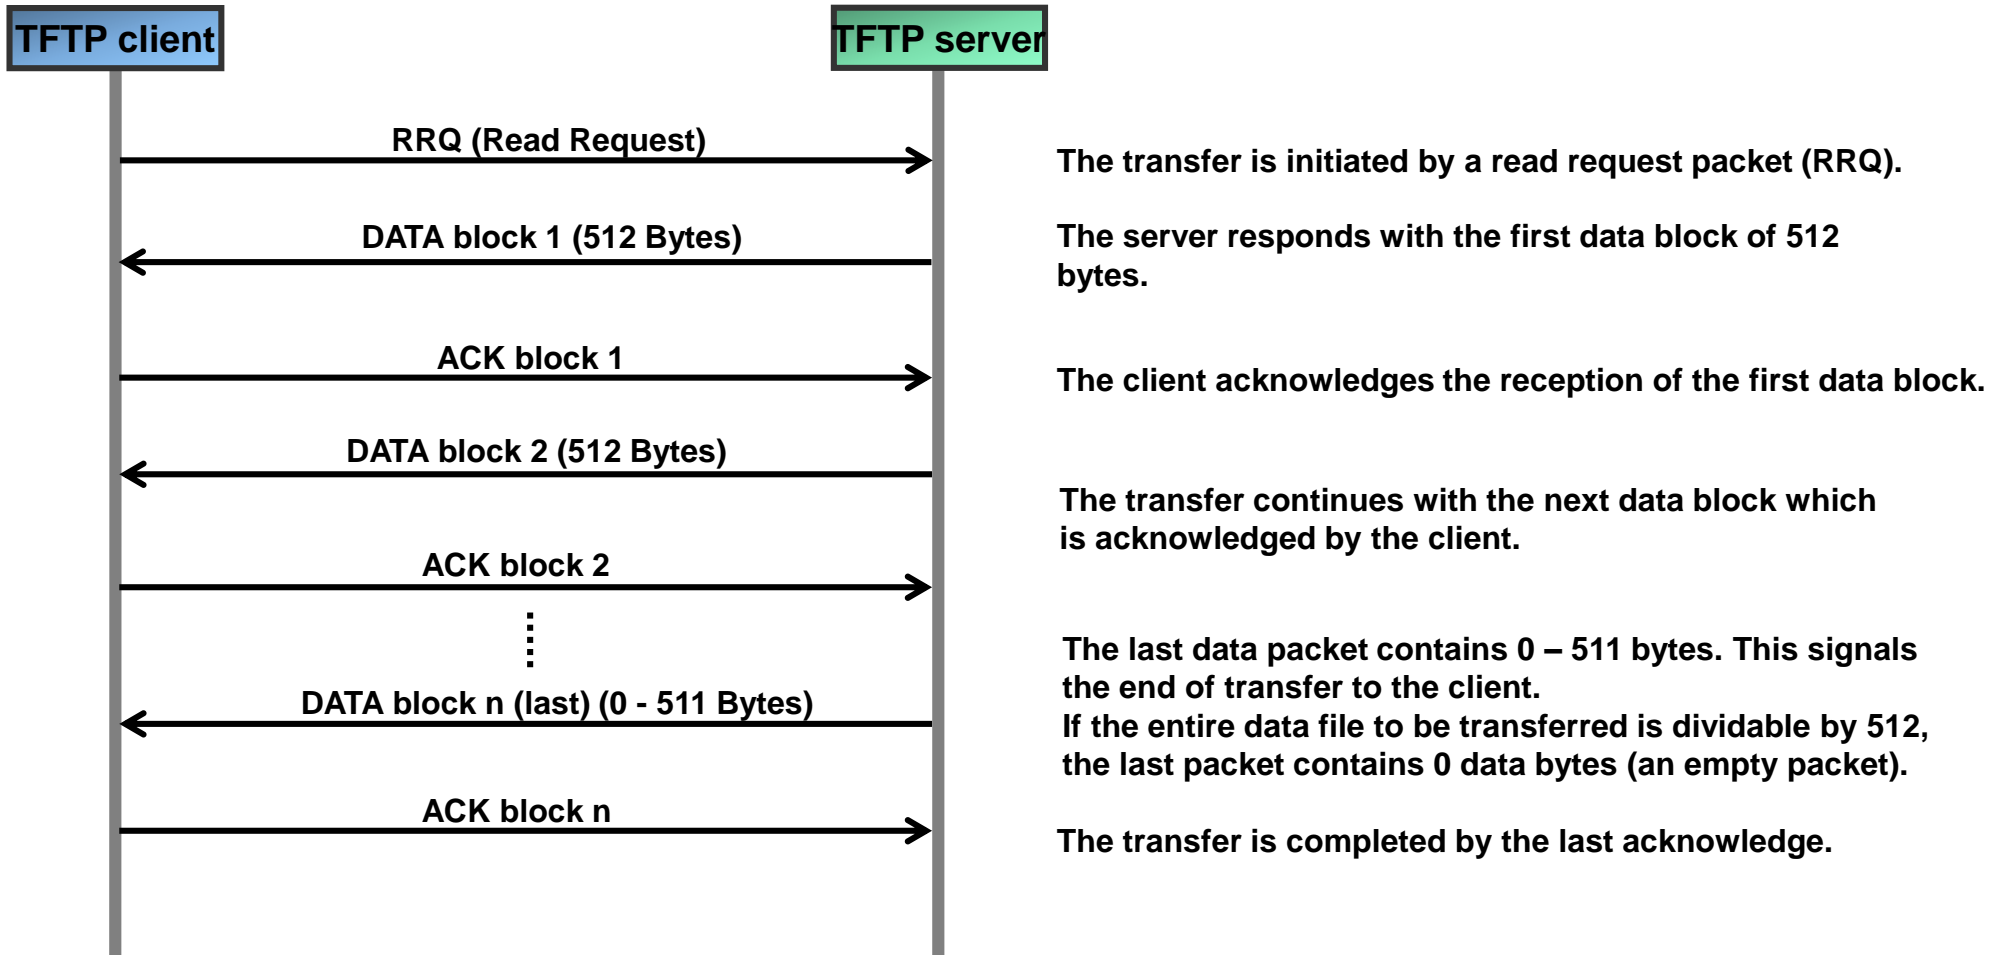 TFTP client
TFTP server
RRQ (Read Request)
The transfer is initiated by a read request packet (RRQ).
DATA block 1 (512 Bytes)
The server responds with the first data block of 512
bytes.
ACK block 1
The client acknowledges the reception of the first data block.
DATA block 2 (512 Bytes)
The transfer continues with the next data block which
is acknowledged by the client.
ACK block 2
The last data packet contains 0 – 511 bytes. This signals
the end of transfer to the client.
If the entire data file to be transferred is dividable by 512,
the last packet contains 0 data bytes (an empty packet).
DATA block n (last) (0 - 511 Bytes)
ACK block n
The transfer is completed by the last acknowledge.